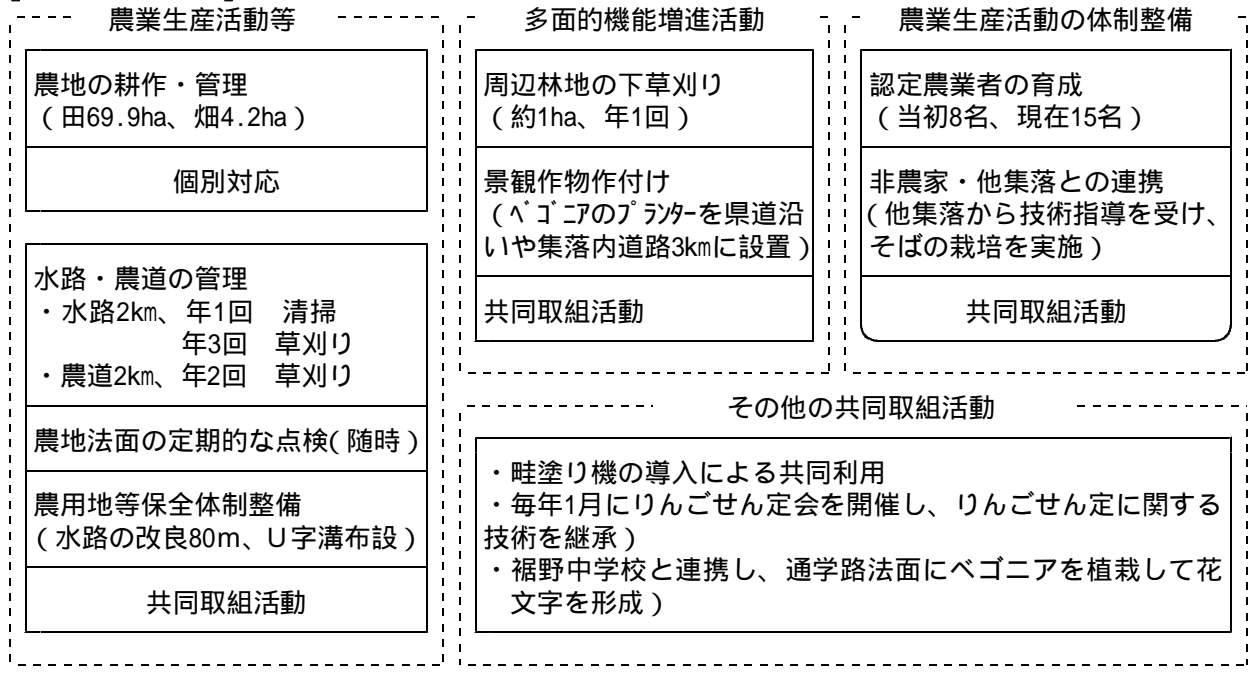 農業生産活動等
農地の耕作・管理
（田69.9ha、畑4.2ha）
個別対応
水路・農道の管理
・水路2㎞、年1回　清掃
年3回　草刈り
・農道2㎞、年2回　草刈り
農地法面の定期的な点検（随時）
農用地等保全体制整備
（水路の改良80ｍ、Ｕ字溝布設）
共同取組活動
多面的機能増進活動
周辺林地の下草刈り
（約1ha、年1回）
景観作物作付け
（ﾍﾞｺﾞﾆｱのﾌﾟﾗﾝﾀｰを県道沿
いや集落内道路3㎞に設置）
共同取組活動
農業生産活動の体制整備
認定農業者の育成
（当初8名、現在15名）
非農家・他集落との連携
（他集落から技術指導を受け、
そばの栽培を実施）
共同取組活動
その他の共同取組活動
・畦塗り機の導入による共同利用
・毎年1月にりんごせん定会を開催し、りんごせん定に関する
技術を継承）
・裾野中学校と連携し、通学路法面にベゴニアを植栽して花
文字を形成）